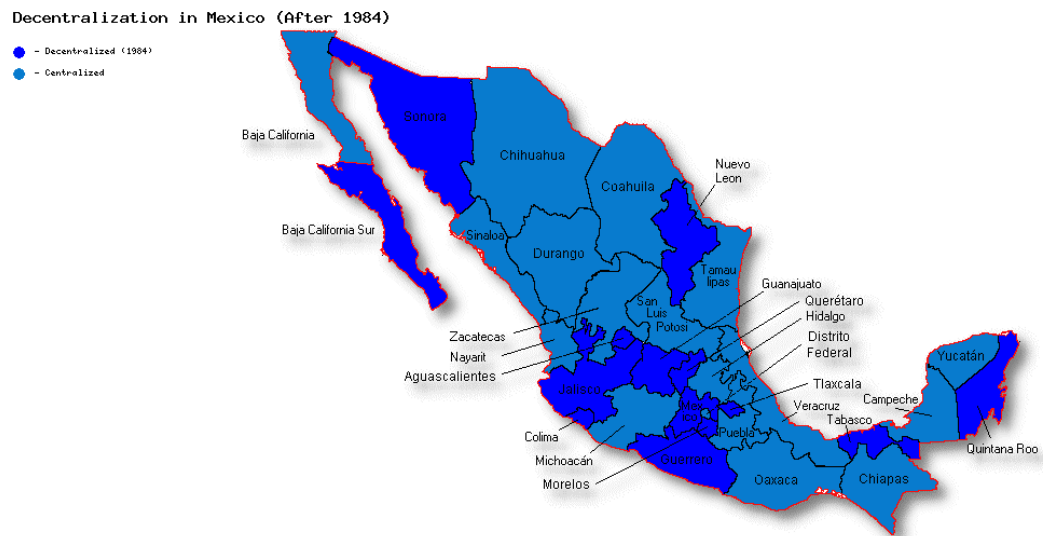 Decentralization in Mexico (After 1984)
- Decentralized (1984)
- Centralized
Sonora
Baja California
Chihuahua
Nuevo
Leon
Coahuila
Baja California Sur
Sinaloa
Durango
Tamau
lipas
Guanajuato
San
Luis
Potosi
Querétaro
Hidalgo
Zacatecas
Distrito
Federal
Nayarit
Yucatán
Aguascalientes
Tlaxcala
Jalisco
Campeche
Mex
ico
Veracruz
Tabasco
Colima
Puebla
Quintana Roo
Michoacán
Guerrero
Morelos
Oaxaca
Chiapas